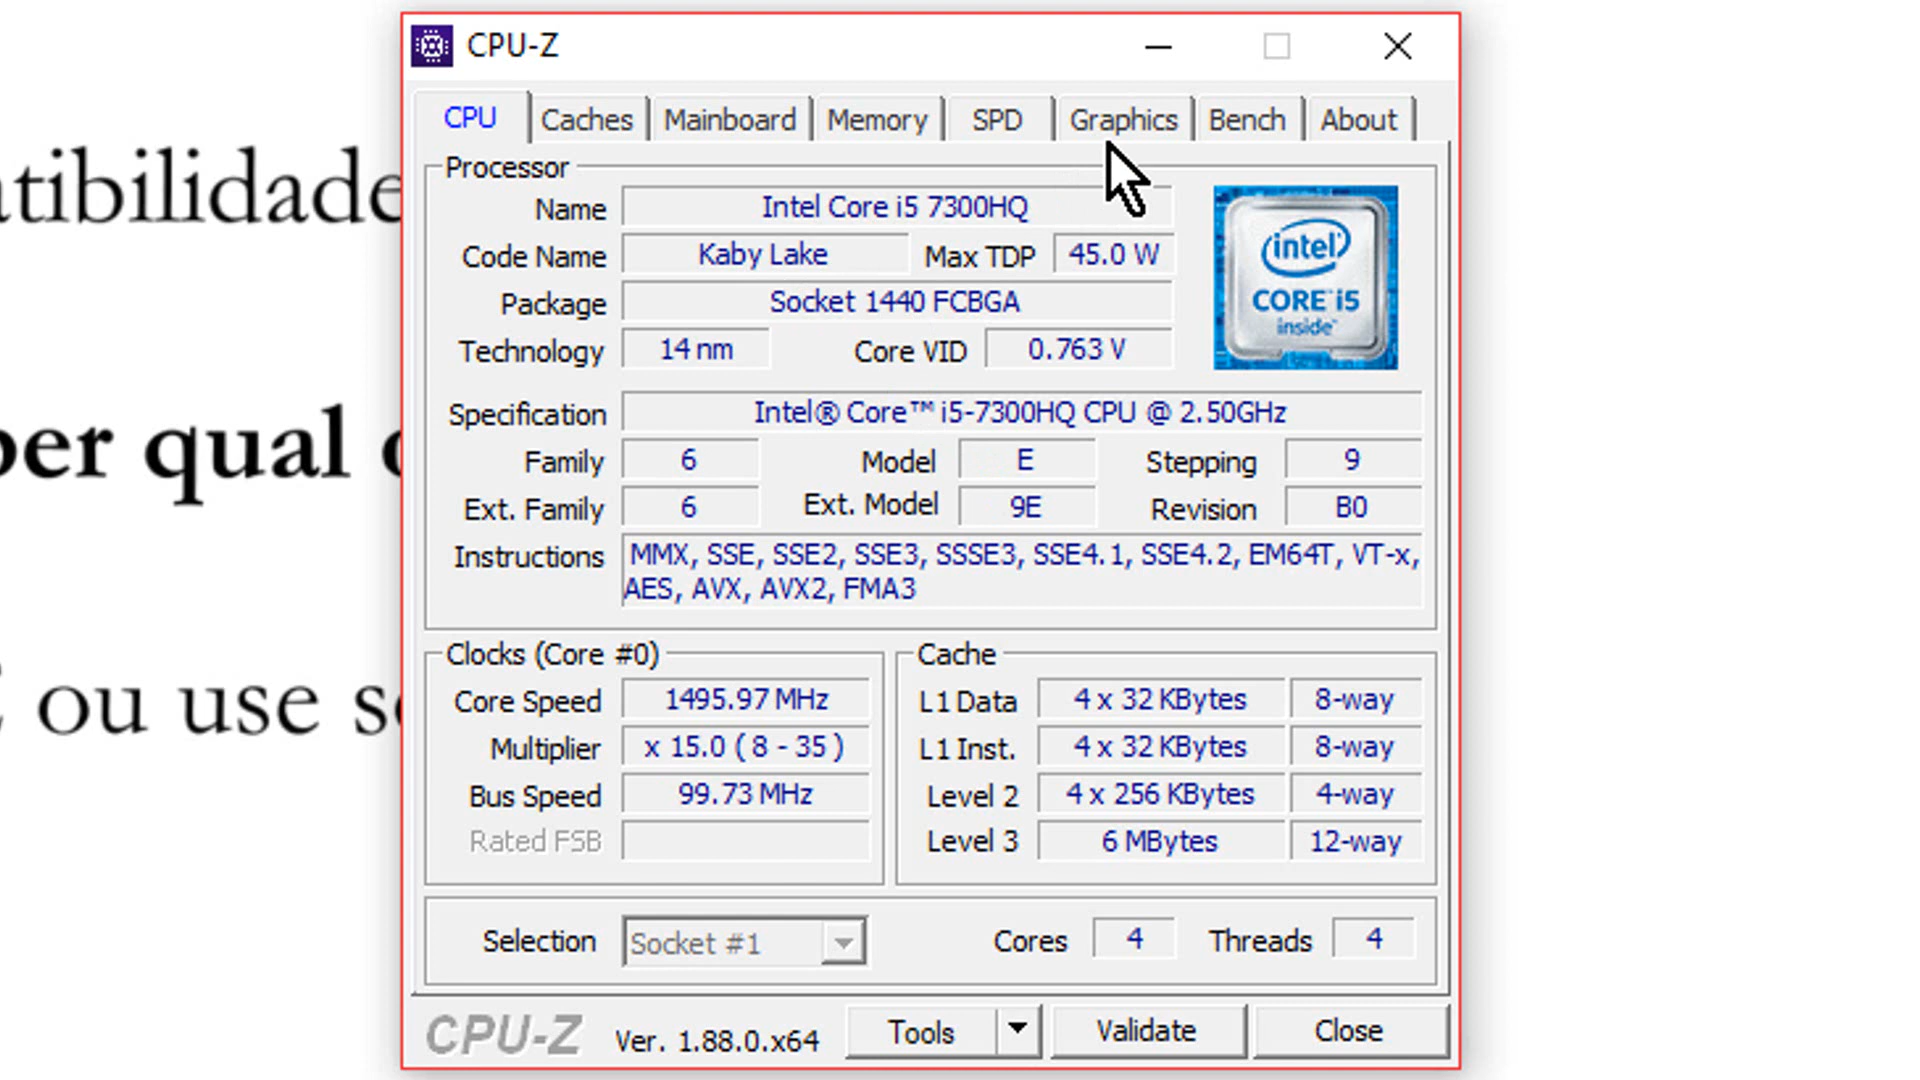 CPU-Z
CPU Caches Mainboard Memory SPD Graphics Bench About
Processor
Name Intel Core i5 7300HQ
Code Name Kaby Lake Max TDP 45.0 W
Package Socket 1440 FCBGA
Technology 14 nm Core VID 0.763 V
intel
CORE i5
inside™
Specification Intel® Core™ i5-7300HQ CPU @ 2.50GHz
Family 6 Model E Stepping 9
Ext. Family 6 Ext. Model 9E Revision B0
Instructions MMX, SSE, SSE2, SSE3, SSSE3, SSE4.1, SSE4.2, EM64T, VT-x,
AES, AVX, AVX2, FMA3
Clocks (Core #0)
Core Speed 1495.97 MHz
Multiplier x 15.0 ( 8 - 35 )
Bus Speed 99.73 MHz
Rated FSB
Cache
L1 Data 4 x 32 KBytes 8-way
L1 Inst. 4 x 32 KBytes 8-way
Level 2 4 x 256 KBytes 4-way
Level 3 6 MBytes 12-way
Selection Socket #1 Cores 4 Threads 4
CPU-Z Ver. 1.88.0.x64 Tools Validate Close
tibilidade
qual
ou use